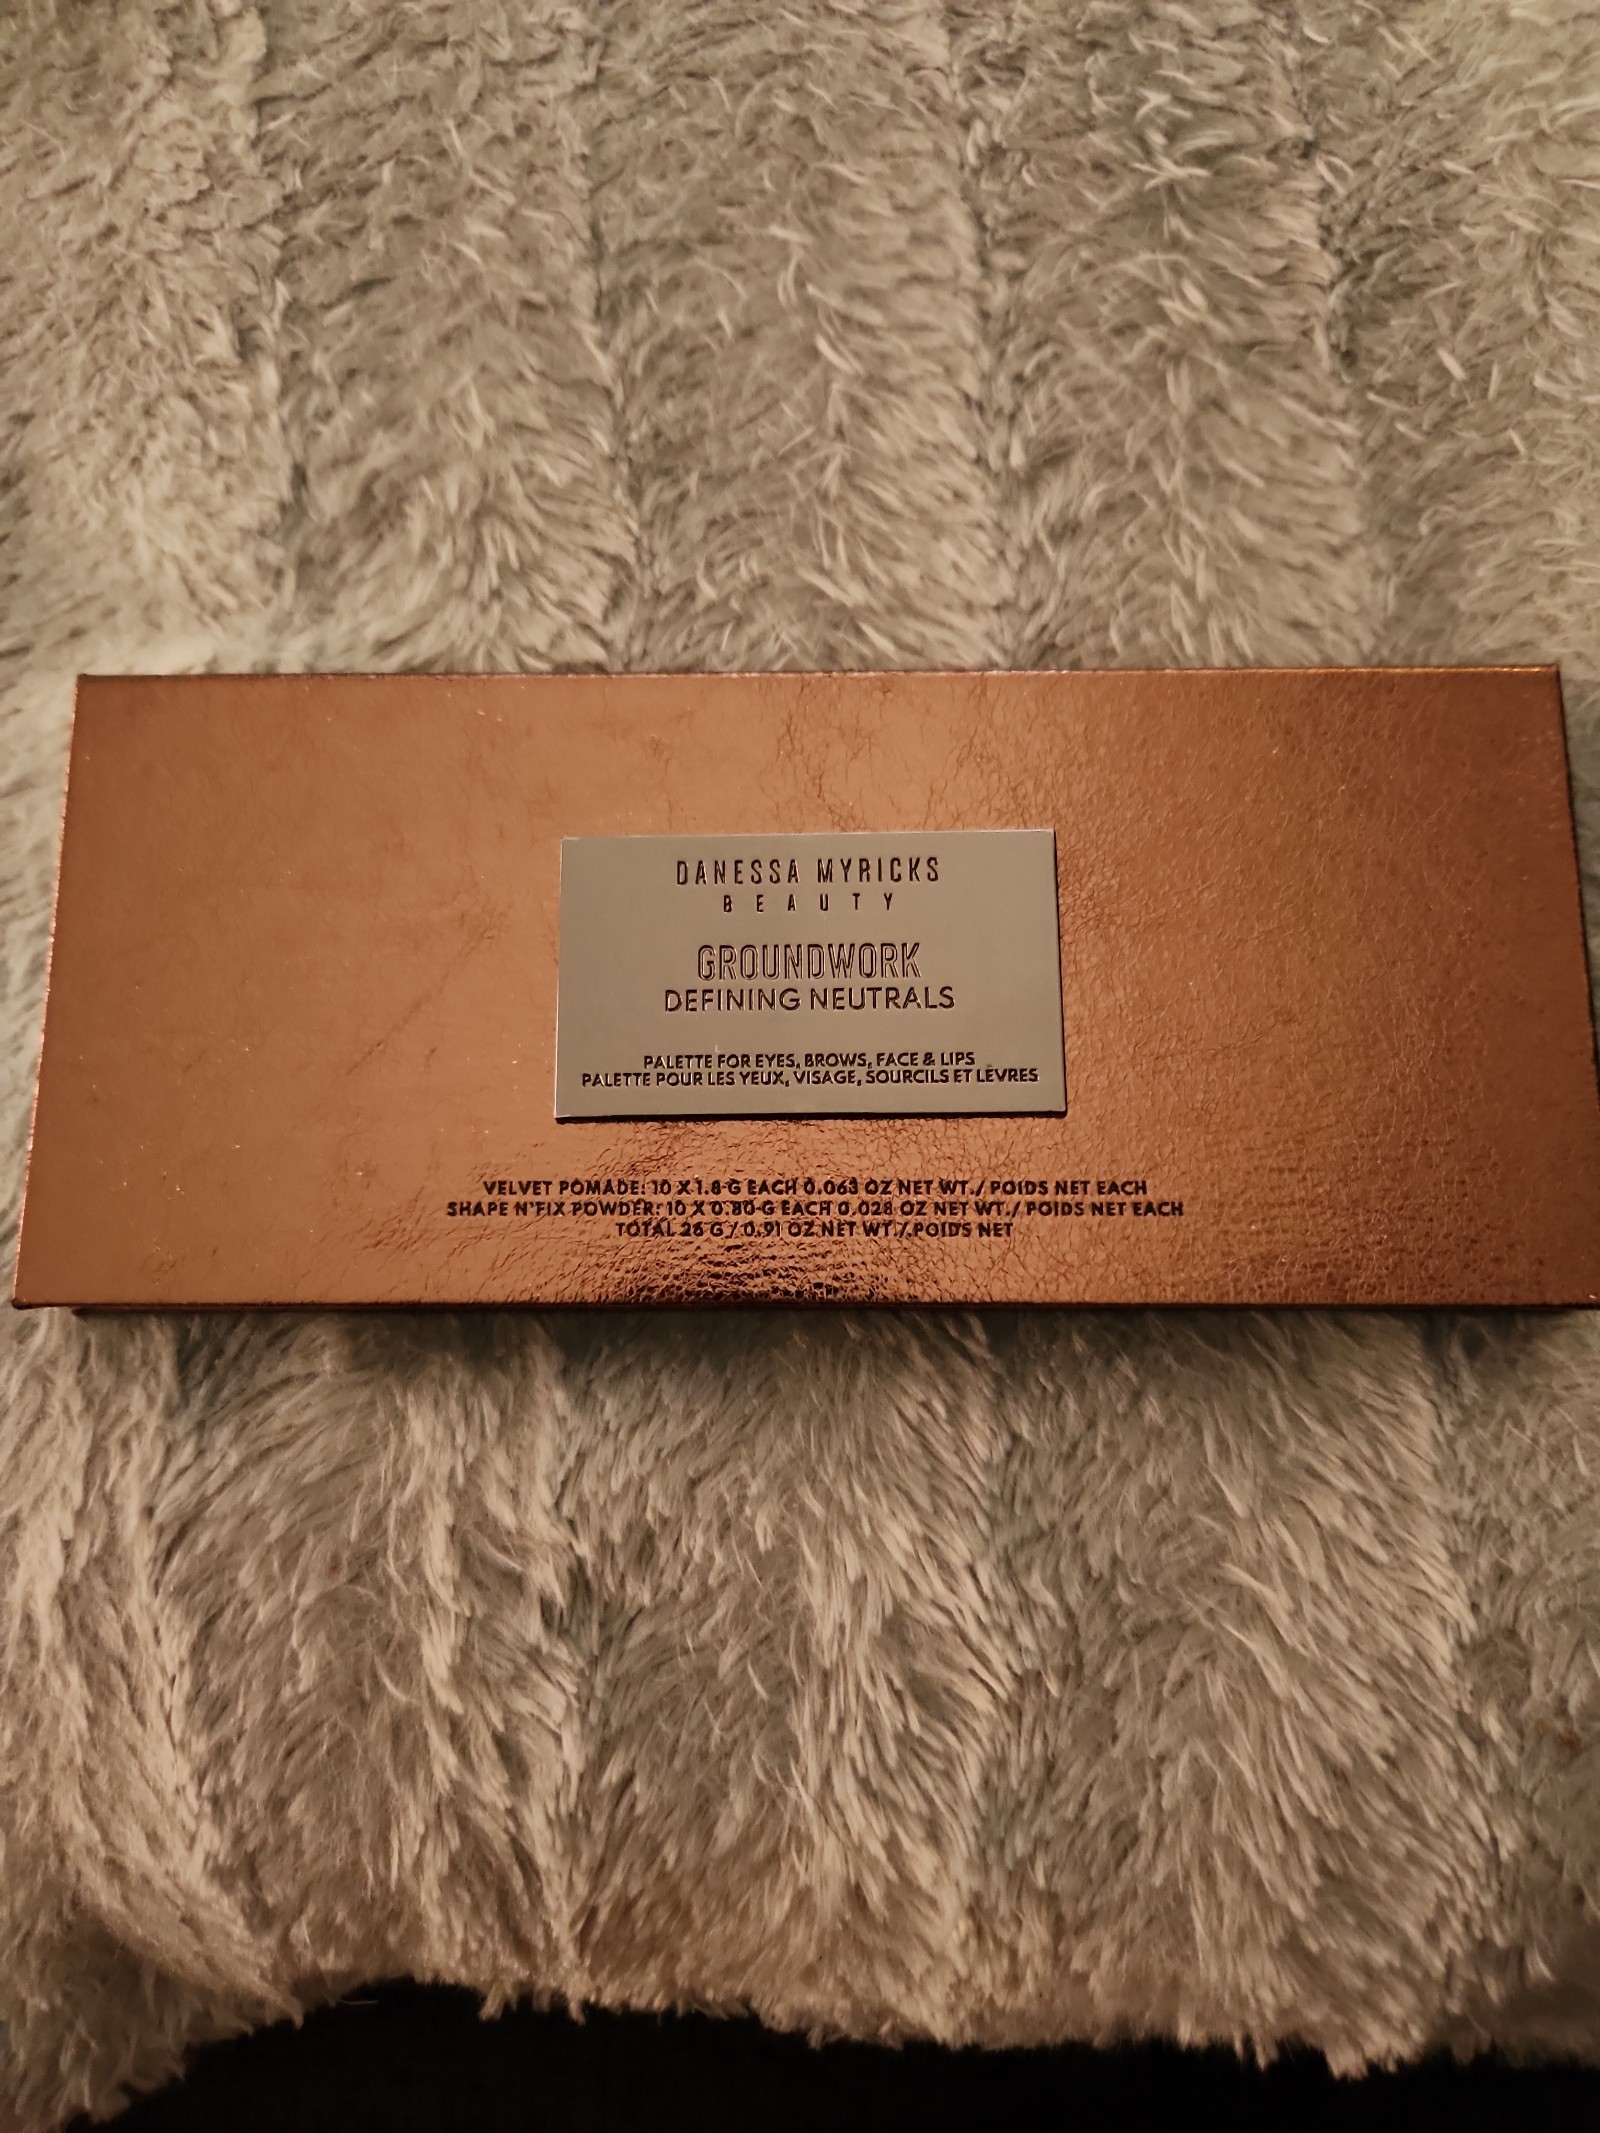 DANESSA MYRICKS
BEAUTY
GROUNDWORK
DEFINING NEUTRALS
PALETTE FOR EYES, BROWS, FACE & LIPS
PALETTE POUR LES YEUX, VISAGE, SOURCILS ET LÈVRES
VELVET POMADE: 10 X 1.8 G EACH 0.063 OZ NET WT./ POIDS NET EACH
SHAPE N'FIX POWDER: 10 X 0.80 G EACH 0.028 OZ NET WT./ POIDS NET EACH
TOTAL 26 G / 0.91 OZ NET WT./ POIDS NET